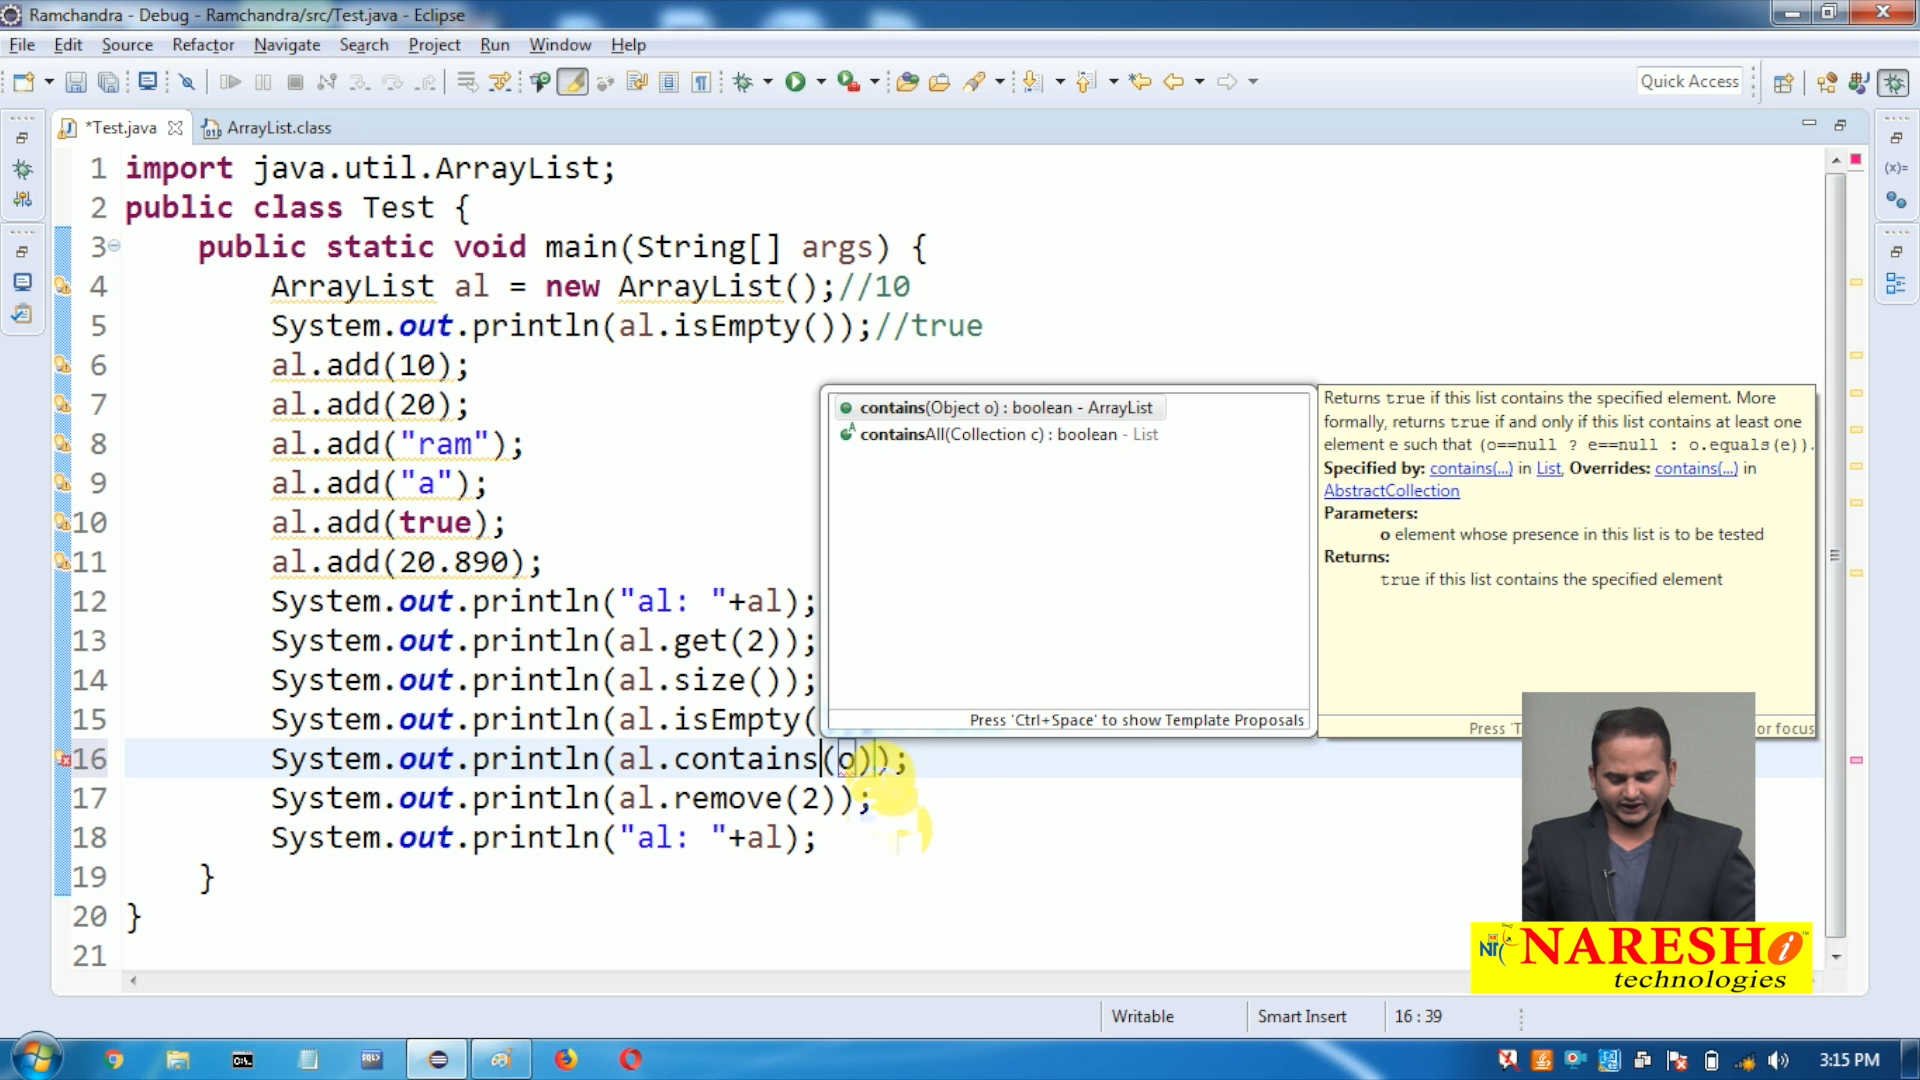 Ramchandra - Debug - Ramchandra/src/Test.java - Eclipse
File Edit Source Refactor Navigate Search Project Run Window Help
Quick Access
*Test.java ArrayList.class
1 import java.util.ArrayList;
2 public class Test {
3 public static void main(String[] args) {
4 ArrayList al = new ArrayList();//10
5 System.out.println(al.isEmpty());//true
6 al.add(10);
7 al.add(20);
8 al.add("ram");
9 al.add("a");
10 al.add(true);
11 al.add(20.890);
12 System.out.println("al: "+al);
13 System.out.println(al.get(2));
14 System.out.println(al.size());
15 System.out.println(al.isEmpty(
16 System.out.println(al.contains(o));
17 System.out.println(al.remove(2));
18 System.out.println("al: "+al);
19 }
20 }
21
contains(Object o) : boolean - ArrayList
containsAll(Collection c) : boolean - List
Press 'Ctrl+Space' to show Template Proposals
Returns true if this list contains the specified element. More
formally, returns true if and only if this list contains at least one
element e such that (o==null ? e==null : o.equals(e)).
Specified by: contains(...) in List, Overrides: contains(...) in
AbstractCollection
Parameters:
o element whose presence in this list is to be tested
Returns:
true if this list contains the specified element
Press 'T or focus
NARESH i
technologies
Writable Smart Insert 16 : 39
3:15 PM